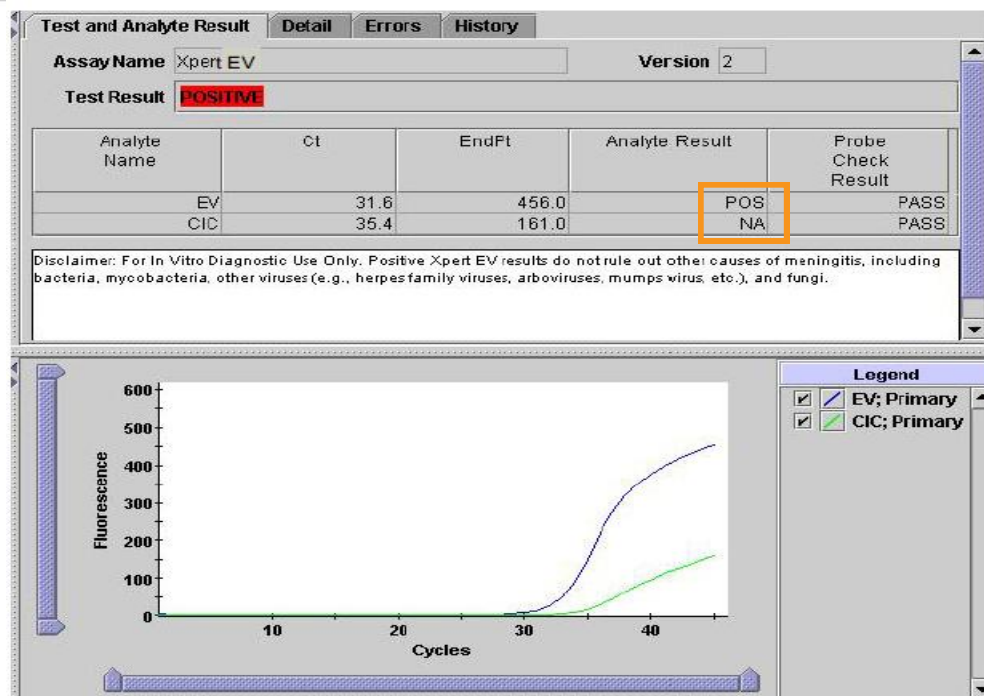 Test and Analyte Result Detail Errors History
Assay Name Xpert EV Version 2
Test Result POSITIVE
Analyte Name Ct EndPt Analyte Result Probe Check Result
EV 31.6 456.0 POS PASS
CIC 35.4 161.0 NA PASS
Disclaimer: For In Vitro Diagnostic Use Only. Positive Xpert EV results do not rule out other causes of meningitis, including
bacteria, mycobacteria, other viruses (e.g., herpes family viruses, arboviruses, mumps virus, etc.), and fungi.
Legend
EV; Primary
CIC; Primary
600
500
400
300
200
100
0
Fluorescence
10 20 30 40
Cycles